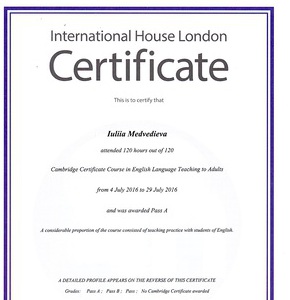 International House London
Certificate
This is to certify that
Iuliia Medvedieva
attended 120 hours out of 120
Cambridge Certificate Course in English Language Teaching to Adults
from 4 July 2016 to 29 July 2016
and was awarded Pass A
A considerable proportion of the course consisted of teaching practice with students of English.
A DETAILED PROFILE APPEARS ON THE REVERSE OF THIS CERTIFICATE
Grades: Pass A ; Pass B ; Pass ; No Cambridge Certificate awarded